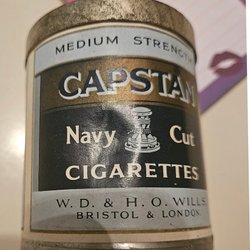 MEDIUM STRENGTH
CAPSTAN
Navy Cut
CIGARETTES
W. D. & H. O. WILLS
BRISTOL & LONDON.